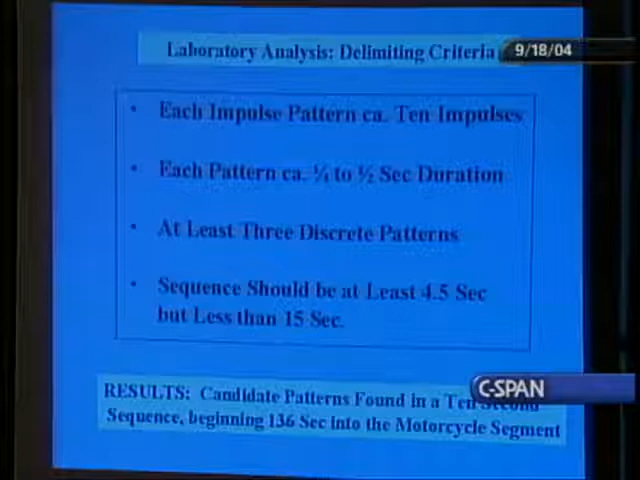 Laboratory Analysis: Delimiting Criteria
9/18/04
• Each Impulse Pattern ca. Ten Impulses
• Each Pattern ca. ¼ to ½ Sec Duration
• At Least Three Discrete Patterns
• Sequence Should be at Least 4.5 Sec
but Less than 15 Sec.
C-SPAN
RESULTS: Candidate Patterns Found in a Ten Second
Sequence, beginning 136 Sec into the Motorcycle Segment